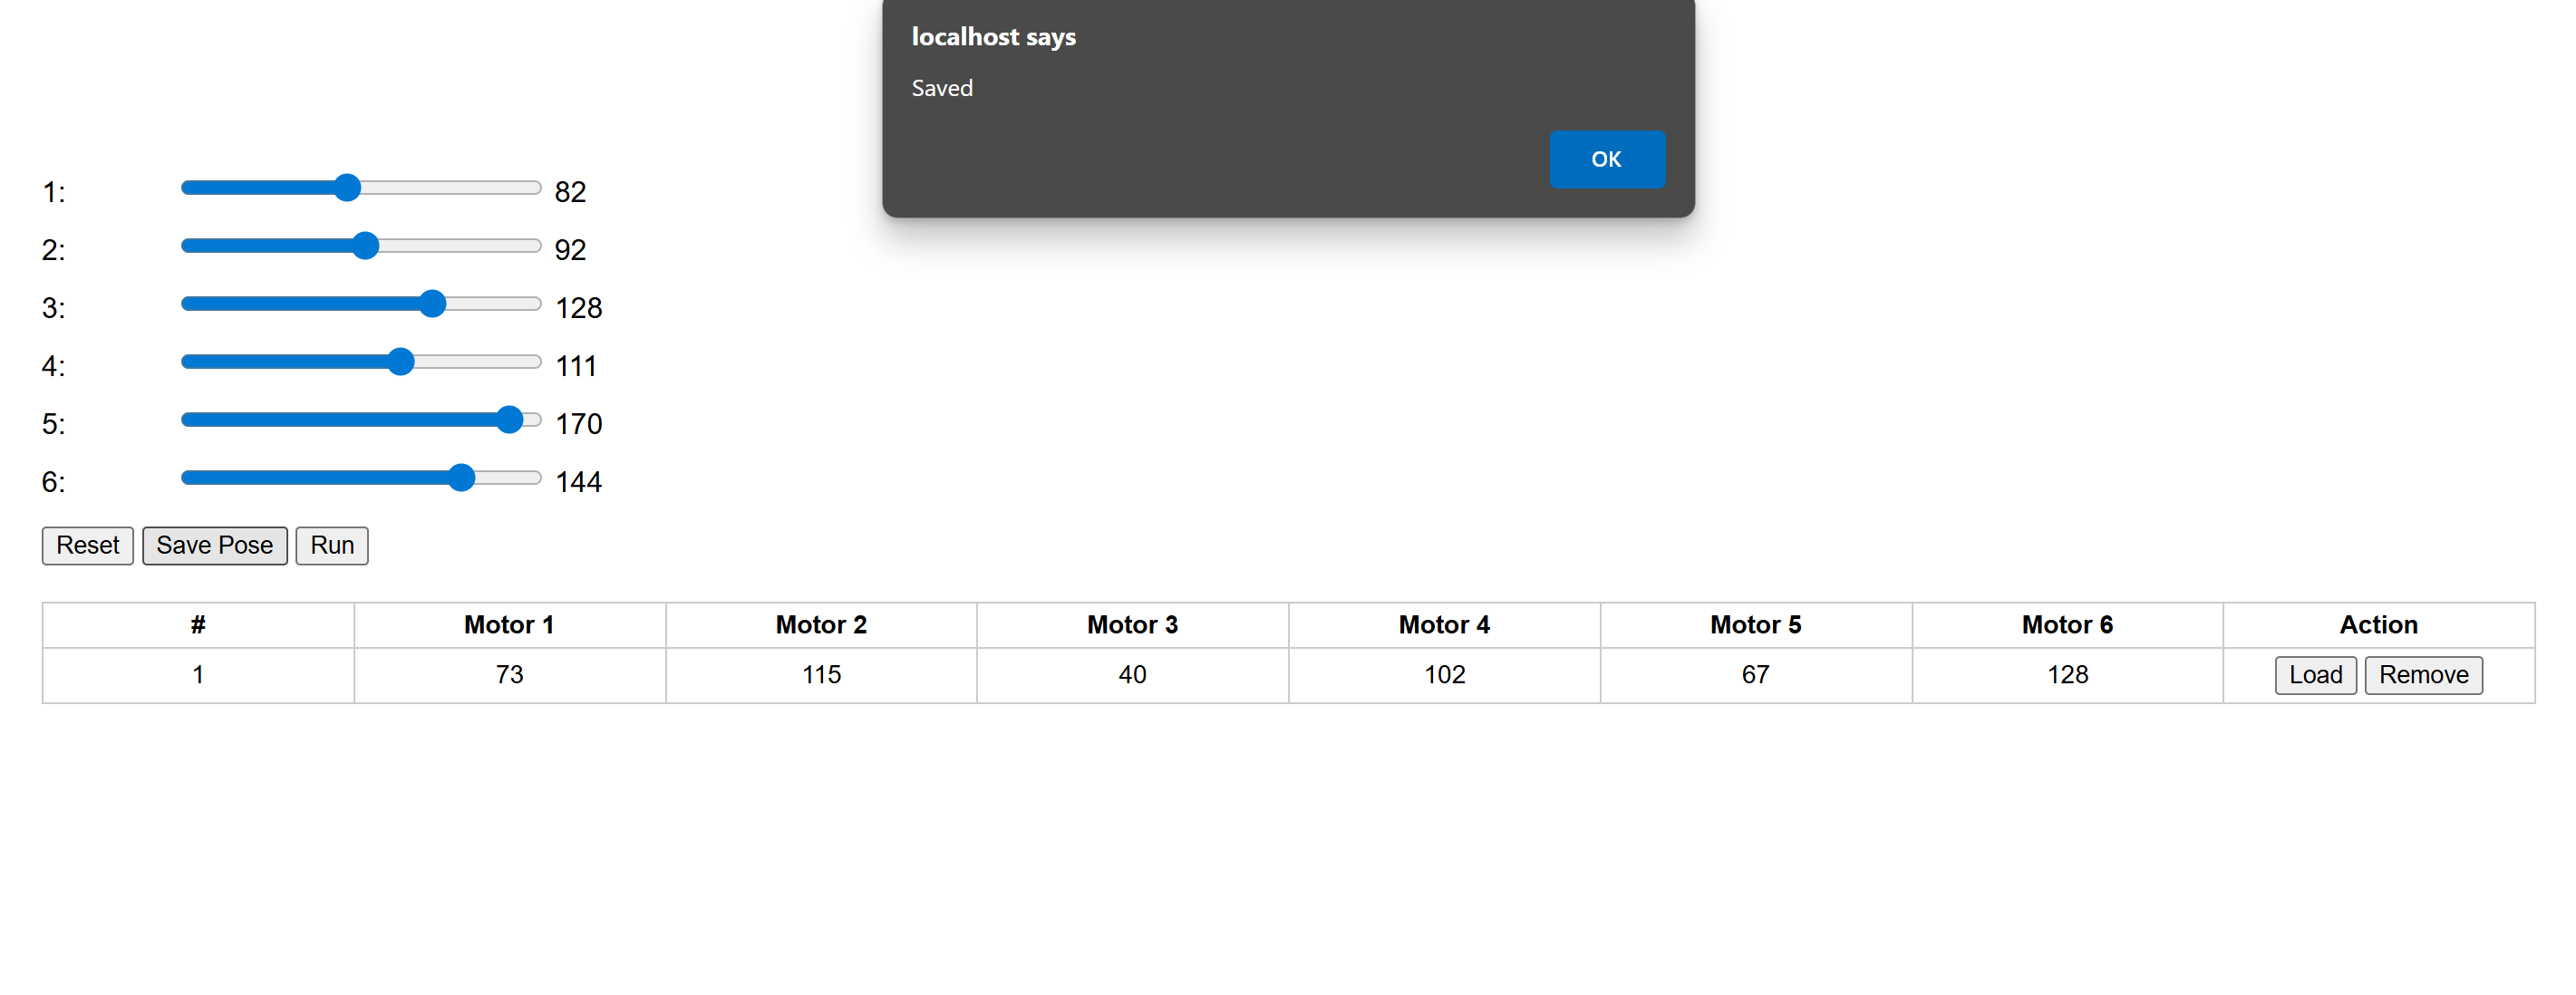 localhost says
Saved
OK
1: 82
2: 92
3: 128
4: 111
5: 170
6: 144
Reset Save Pose Run
# Motor 1 Motor 2 Motor 3 Motor 4 Motor 5 Motor 6 Action
1 73 115 40 102 67 128 Load Remove